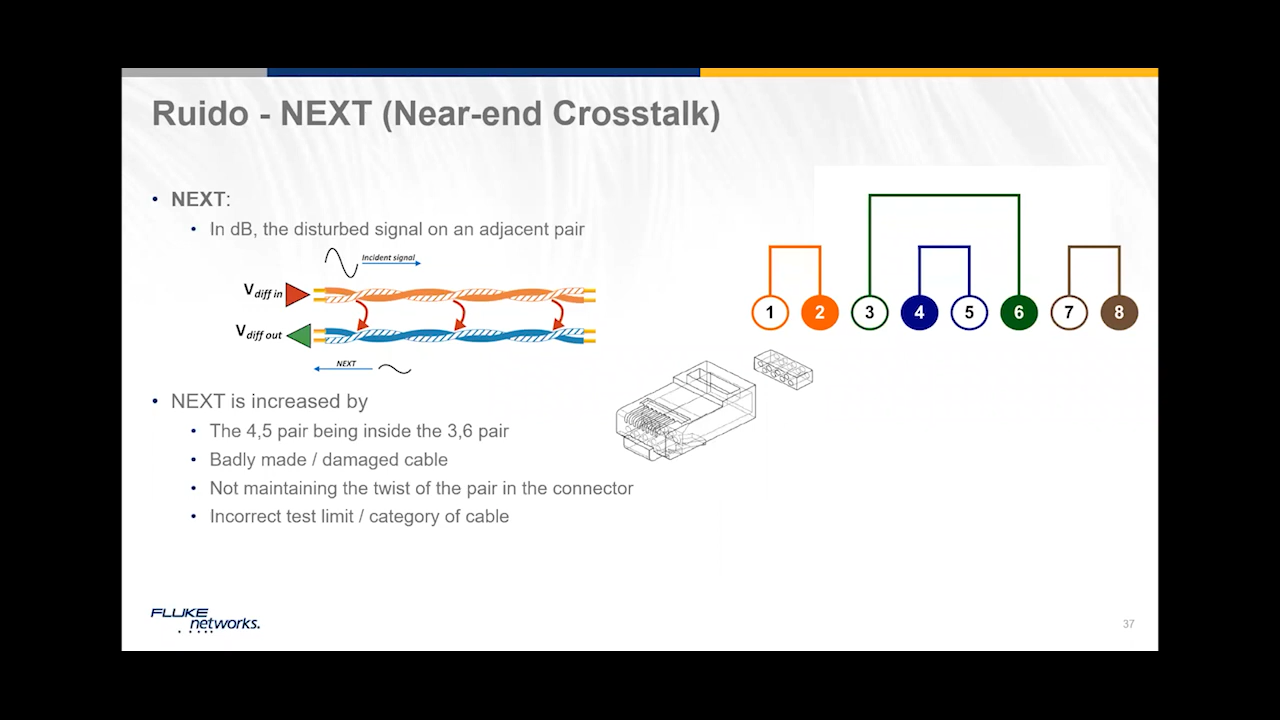 Ruido - NEXT (Near-end Crosstalk)
• NEXT:
• In dB, the disturbed signal on an adjacent pair
Incident signal
V diff in
V diff out
NEXT
1 2 3 4 5 6 7 8
• NEXT is increased by
• The 4,5 pair being inside the 3,6 pair
• Badly made / damaged cable
• Not maintaining the twist of the pair in the connector
• Incorrect test limit / category of cable
FLUKE
networks.
37